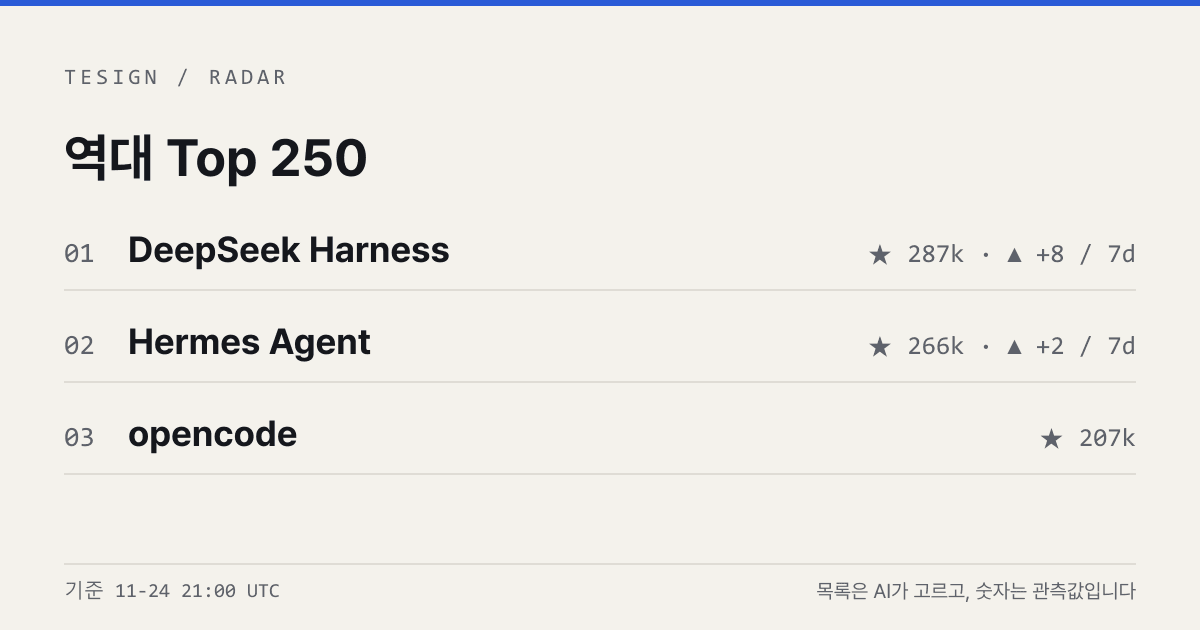 TESIGN / RADAR
역대 Top 250
01 DeepSeek Harness ★ 287k · ▲ +8 / 7d
02 Hermes Agent ★ 266k · ▲ +2 / 7d
03 opencode ★ 207k
기준 11-24 21:00 UTC 목록은 AI가 고르고, 숫자는 관측값입니다